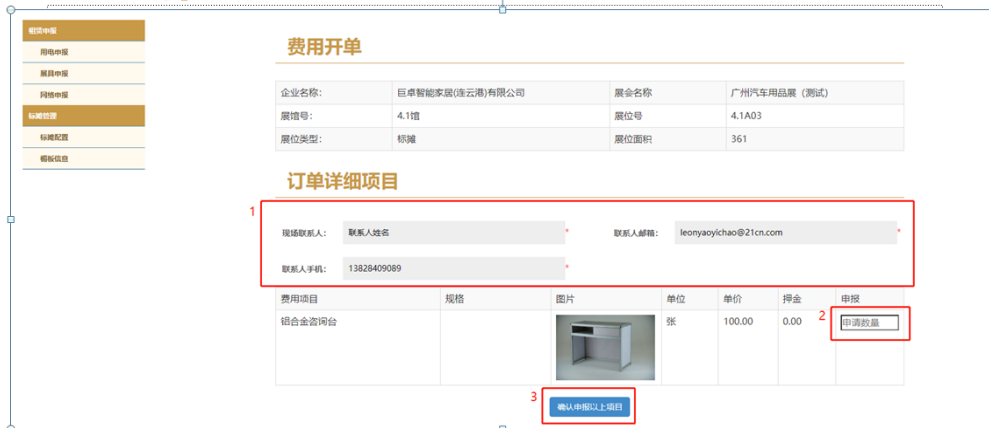 租赁申报
用电申报
展具申报
网络申报
标摊管理
标摊配置
楣板信息
费用开单
企业名称： 巨卓智能家居(连云港)有限公司 展会名称 广州汽车用品展（测试)
展馆号： 4.1馆 展位号 4.1A03
展位类型： 标摊 展位面积 361
订单详细项目
1
现场联系人： 联系人姓名 * 联系人邮箱： leonyaoyichao@21cn.com *
联系人手机： 13828409089 *
费用项目 规格 图片 单位 单价 押金 申报
铝合金咨询台 张 100.00 0.00 2 申请数量
3 确认申报以上项目